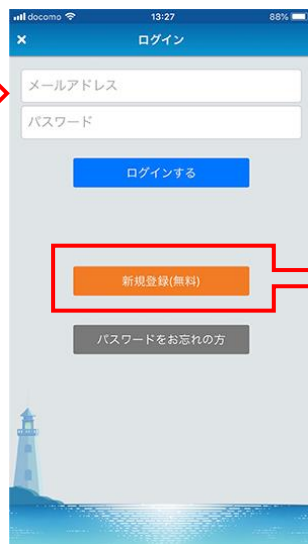 docomo 13:27 88%
× ログイン
メールアドレス
パスワード
ログインする
新規登録(無料)
パスワードをお忘れの方